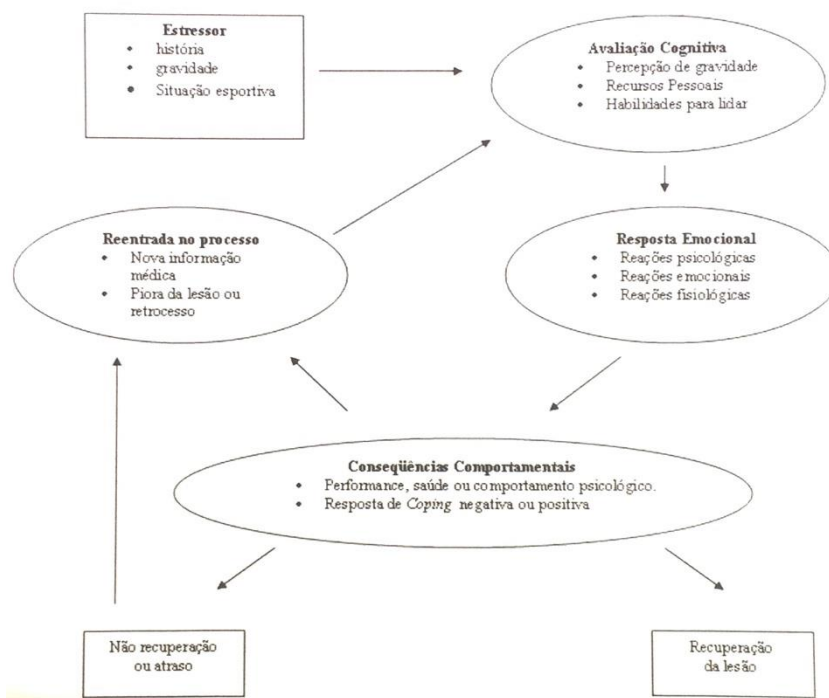 Estressor
• história
• gravidade
• Situação esportiva
Avaliação Cognitiva
• Percepção de gravidade
• Recursos Pessoais
• Habilidades para lidar
Reentrada no processo
• Nova informação
médica
• Piora da lesão ou
retrocesso
Resposta Emocional
• Reações psicológicas
• Reações emocionais
• Reações fisiológicas
Conseqüências Comportamentais
• Performance, saúde ou comportamento psicológico.
• Resposta de Coping negativa ou positiva
Não recuperação
ou atraso
Recuperação
da lesão